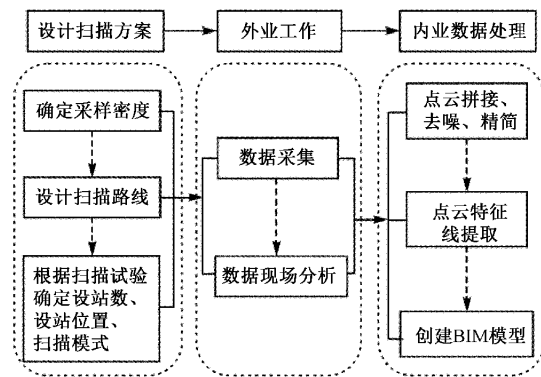 设计扫描方案
外业工作
内业数据处理
确定采样密度
设计扫描路线
根据扫描试验
确定设站数、
设站位置、
扫描模式
数据采集
数据现场分析
点云拼接、
去噪、精简
点云特征
线提取
创建BIM模型